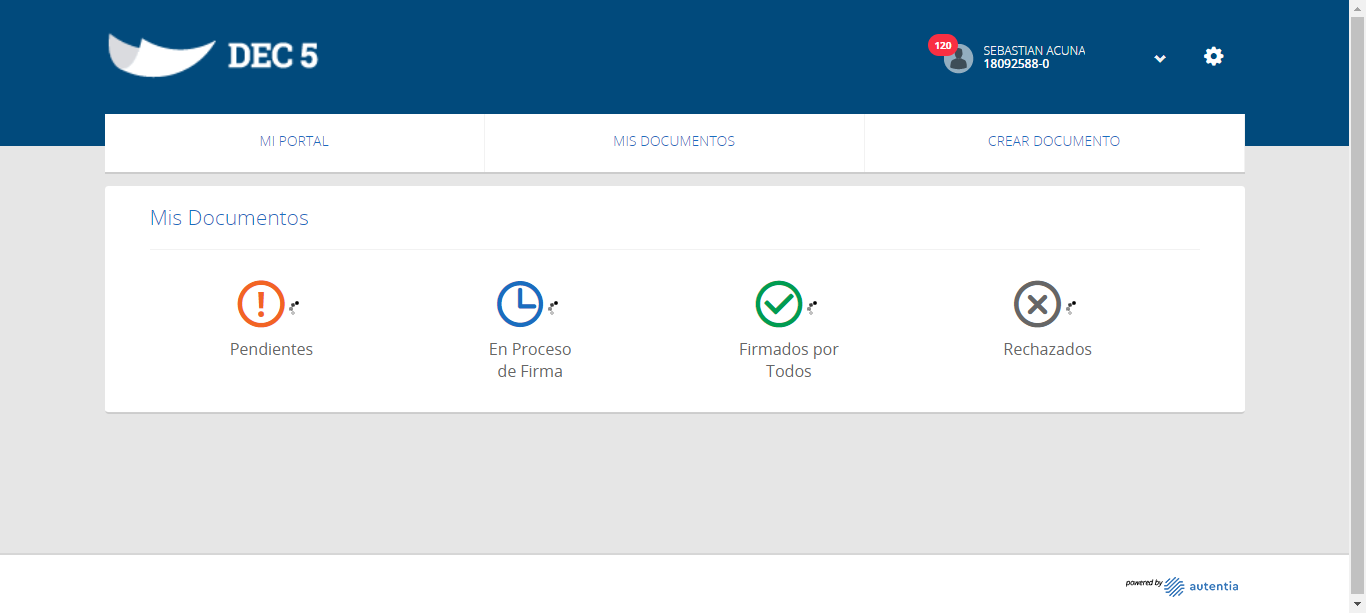 DEC 5
120
SEBASTIAN ACUNA
18092588-0
MI PORTAL
MIS DOCUMENTOS
CREAR DOCUMENTO
Mis Documentos
Pendientes
En Proceso
de Firma
Firmados por
Todos
Rechazados
powered by
autentia